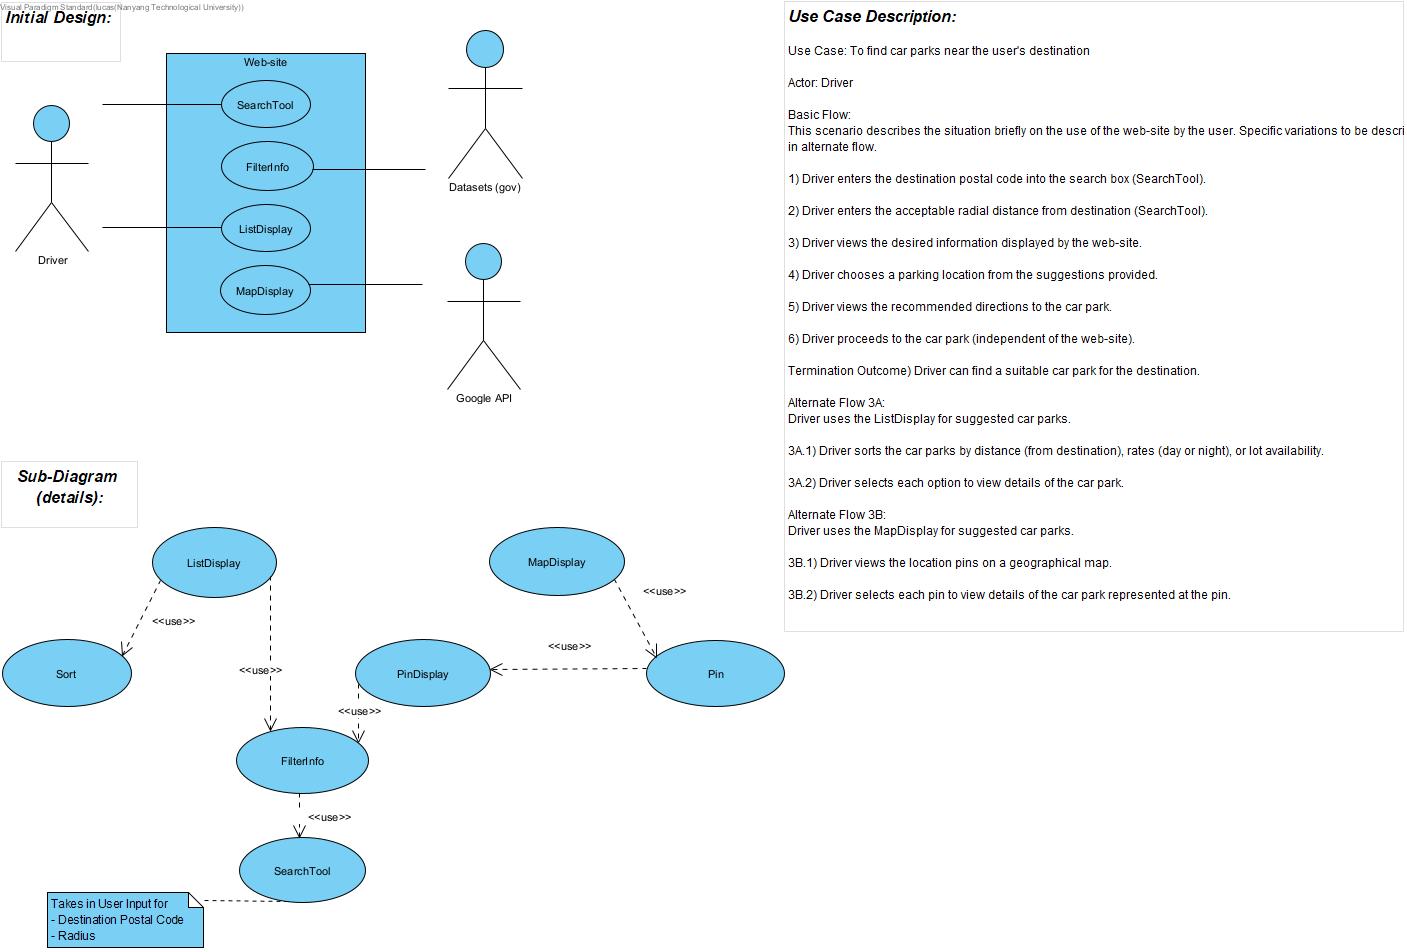 Visual Paradigm Standard(lucas(Nanyang Technological University))
Initial Design:
Web-site
SearchTool
FilterInfo
ListDisplay
MapDisplay
Driver
Datasets (gov)
Google API
Sub-Diagram
(details):
ListDisplay
MapDisplay
<<use>>
<<use>>
<<use>>
<<use>>
Sort
PinDisplay
Pin
<<use>>
FilterInfo
<<use>>
SearchTool
Takes in User Input for
- Destination Postal Code
- Radius
Use Case Description:
Use Case: To find car parks near the user's destination
Actor: Driver
Basic Flow:
This scenario describes the situation briefly on the use of the web-site by the user. Specific variations to be descri
in alternate flow.
1) Driver enters the destination postal code into the search box (SearchTool).
2) Driver enters the acceptable radial distance from destination (SearchTool).
3) Driver views the desired information displayed by the web-site.
4) Driver chooses a parking location from the suggestions provided.
5) Driver views the recommended directions to the car park.
6) Driver proceeds to the car park (independent of the web-site).
Termination Outcome) Driver can find a suitable car park for the destination.
Alternate Flow 3A:
Driver uses the ListDisplay for suggested car parks.
3A.1) Driver sorts the car parks by distance (from destination), rates (day or night), or lot availability.
3A.2) Driver selects each option to view details of the car park.
Alternate Flow 3B:
Driver uses the MapDisplay for suggested car parks.
3B.1) Driver views the location pins on a geographical map.
3B.2) Driver selects each pin to view details of the car park represented at the pin.